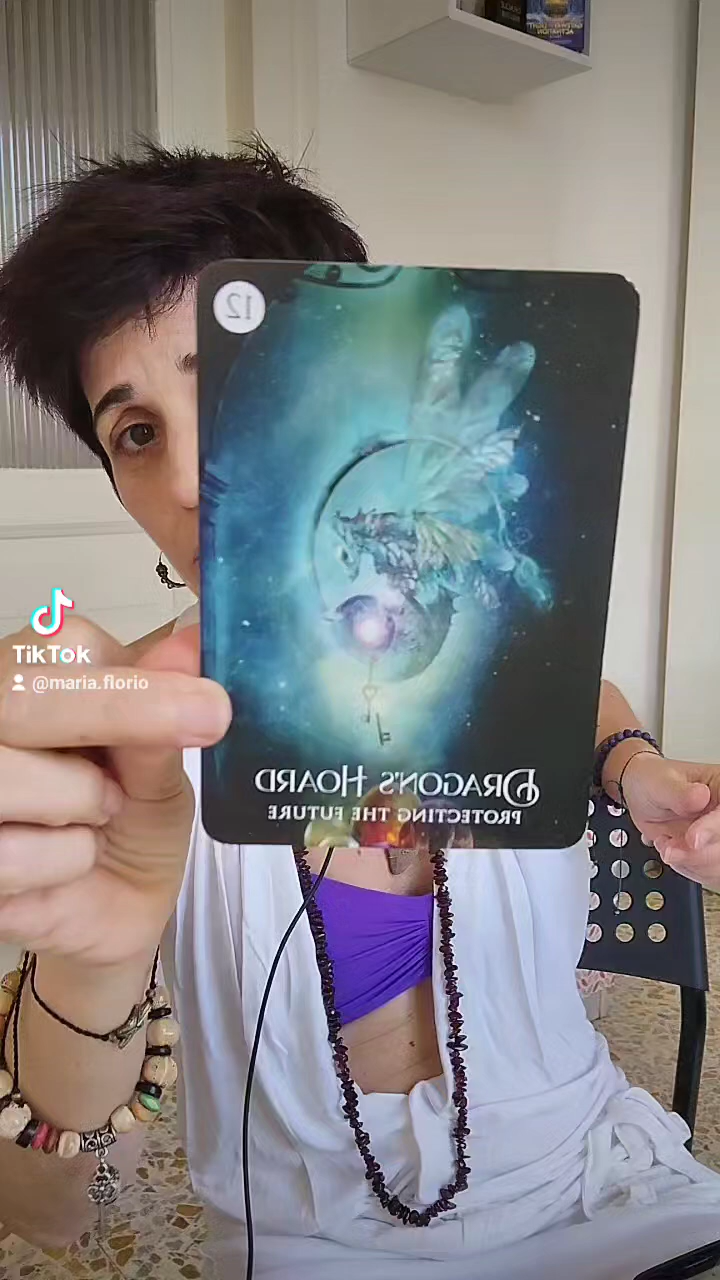 12
DRAGON'S HOARD
PROTECTING THE FUTURE
TikTok
@maria.florio